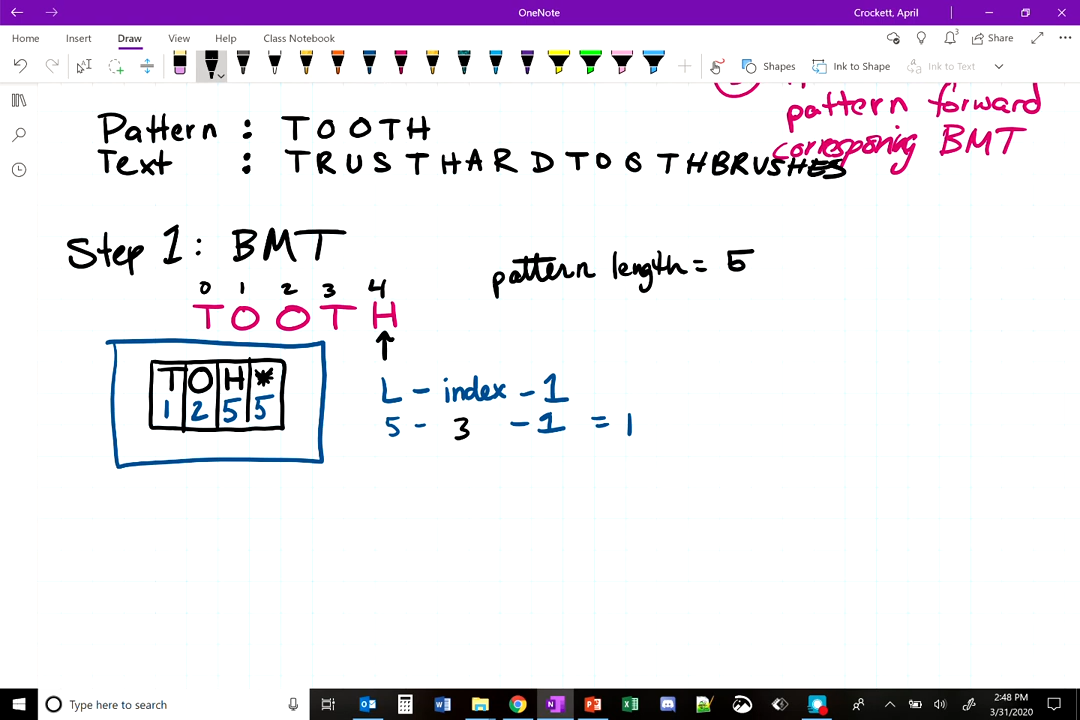 OneNote
Crockett, April
Home Insert Draw View Help Class Notebook
Share
Shapes Ink to Shape Ink to Text
pattern forward
corresponing BMT
Pattern : TOOTH
Text : TRUSTHARDTOOTHBRUSHES
Step 1: BMT
pattern length = 5
0 1 2 3 4
TOOTH
T O H *
1 2 5 5
L - index - 1
5 - 3 - 1 = 1
Type here to search
2:48 PM
3/31/2020